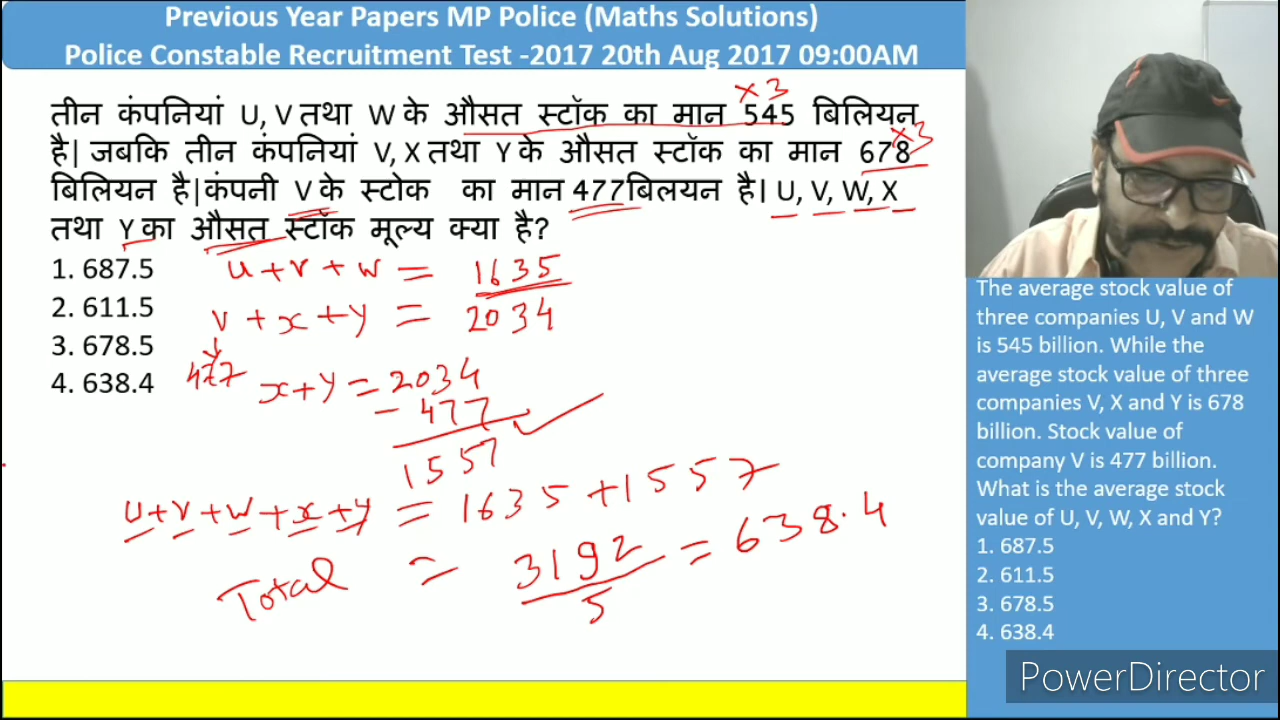 Previous Year Papers MP Police (Maths Solutions)
Police Constable Recruitment Test -2017 20th Aug 2017 09:00AM
×3
तीन कंपनियां U, V तथा W के औसत स्टॉक का मान 545 बिलियन
×3
है| जबकि तीन कंपनियां V, X तथा Y के औसत स्टॉक का मान 678
बिलियन है|कंपनी V के स्टोक का मान 477बिलयन है| U, V, W, X
तथा Y का औसत स्टॉक मूल्य क्या है?
1. 687.5
2. 611.5
3. 678.5
4. 638.4
u + v + w = 1635
v + x + y = 2034
477
x + y = 2034
- 477
1557
u + v + w + x + y = 1635 + 1557
Total = 3192/5 = 638.4
The average stock value of
three companies U, V and W
is 545 billion. While the
average stock value of three
companies V, X and Y is 678
billion. Stock value of
company V is 477 billion.
What is the average stock
value of U, V, W, X and Y?
1. 687.5
2. 611.5
3. 678.5
4. 638.4
PowerDirector